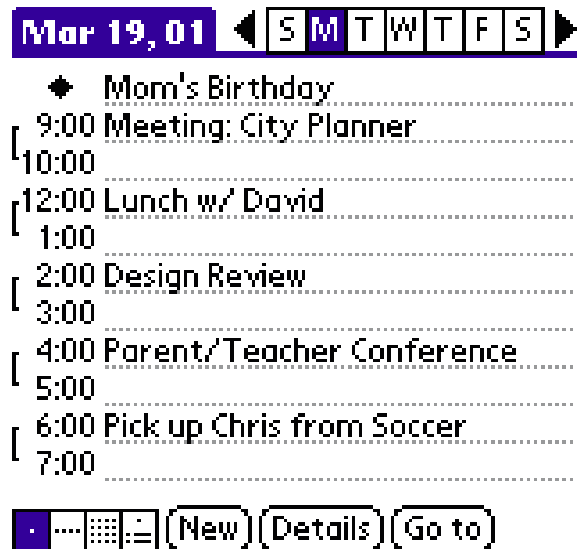 Mar 19, 01 S M T W T F S
Mom's Birthday
9:00 Meeting: City Planner
10:00
12:00 Lunch w/ David
1:00
2:00 Design Review
3:00
4:00 Parent/Teacher Conference
5:00
6:00 Pick up Chris from Soccer
7:00
New Details Go to